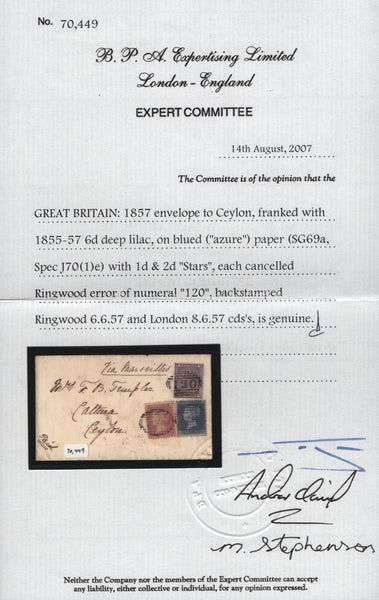 No. 70,449
B. P. A. Expertising Limited
London - England
EXPERT COMMITTEE
14th August, 2007
The Committee is of the opinion that the
GREAT BRITAIN: 1857 envelope to Ceylon, franked with
1855-57 6d deep lilac, on blued ("azure") paper (SG69a,
Spec J70(1)e) with 1d & 2d "Stars", each cancelled
Ringwood error of numeral "120", backstamped
Ringwood 6.6.57 and London 8.6.57 cds's, is genuine.
Via Marseilles
B. Templer
Caltura
Ceylon
Paid
70,449
M. Stephenson
Neither the Company nor the members of the Expert Committee can accept
any liability, either collective or individual, for any opinion expressed.